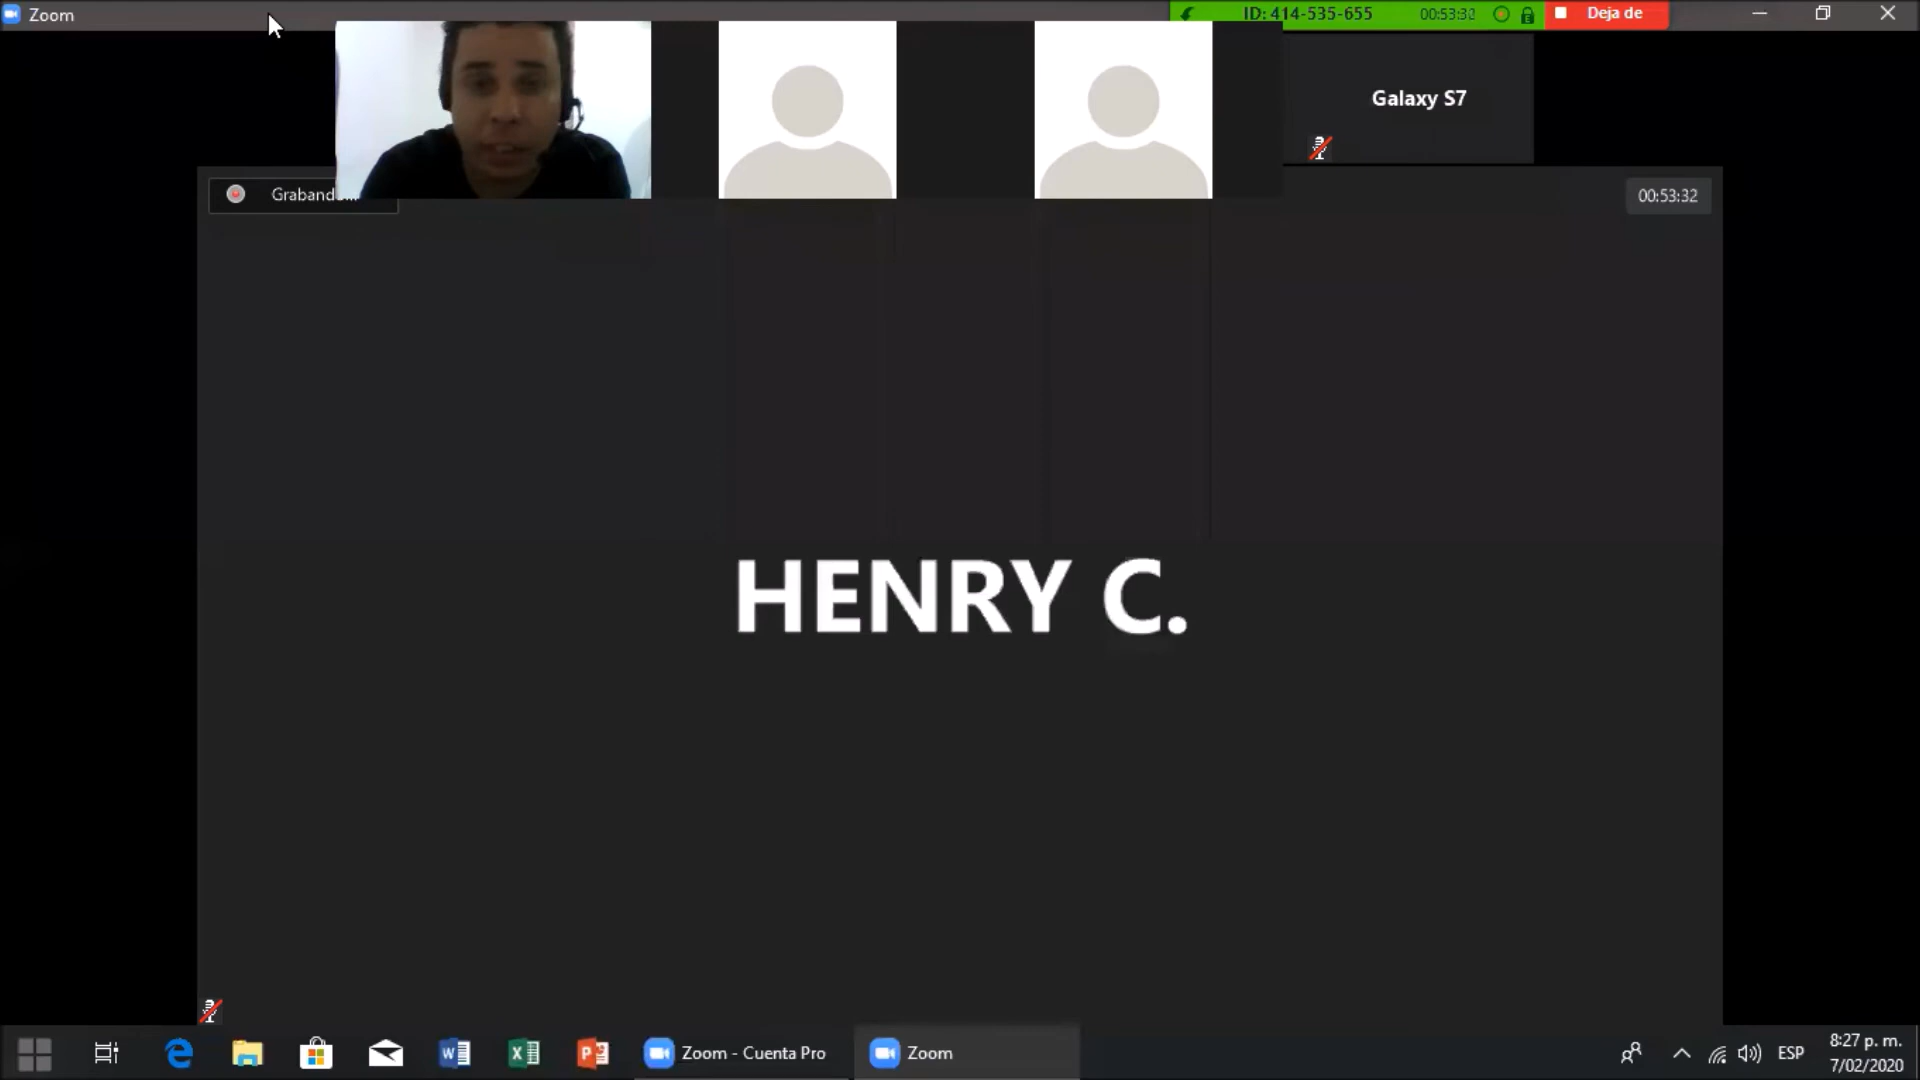 Zoom
ID: 414-535-655
00:53:32
Deja de
Galaxy S7
Graband...
00:53:32
HENRY C.
Zoom - Cuenta Pro
Zoom
ESP
8:27 p. m.
7/02/2020